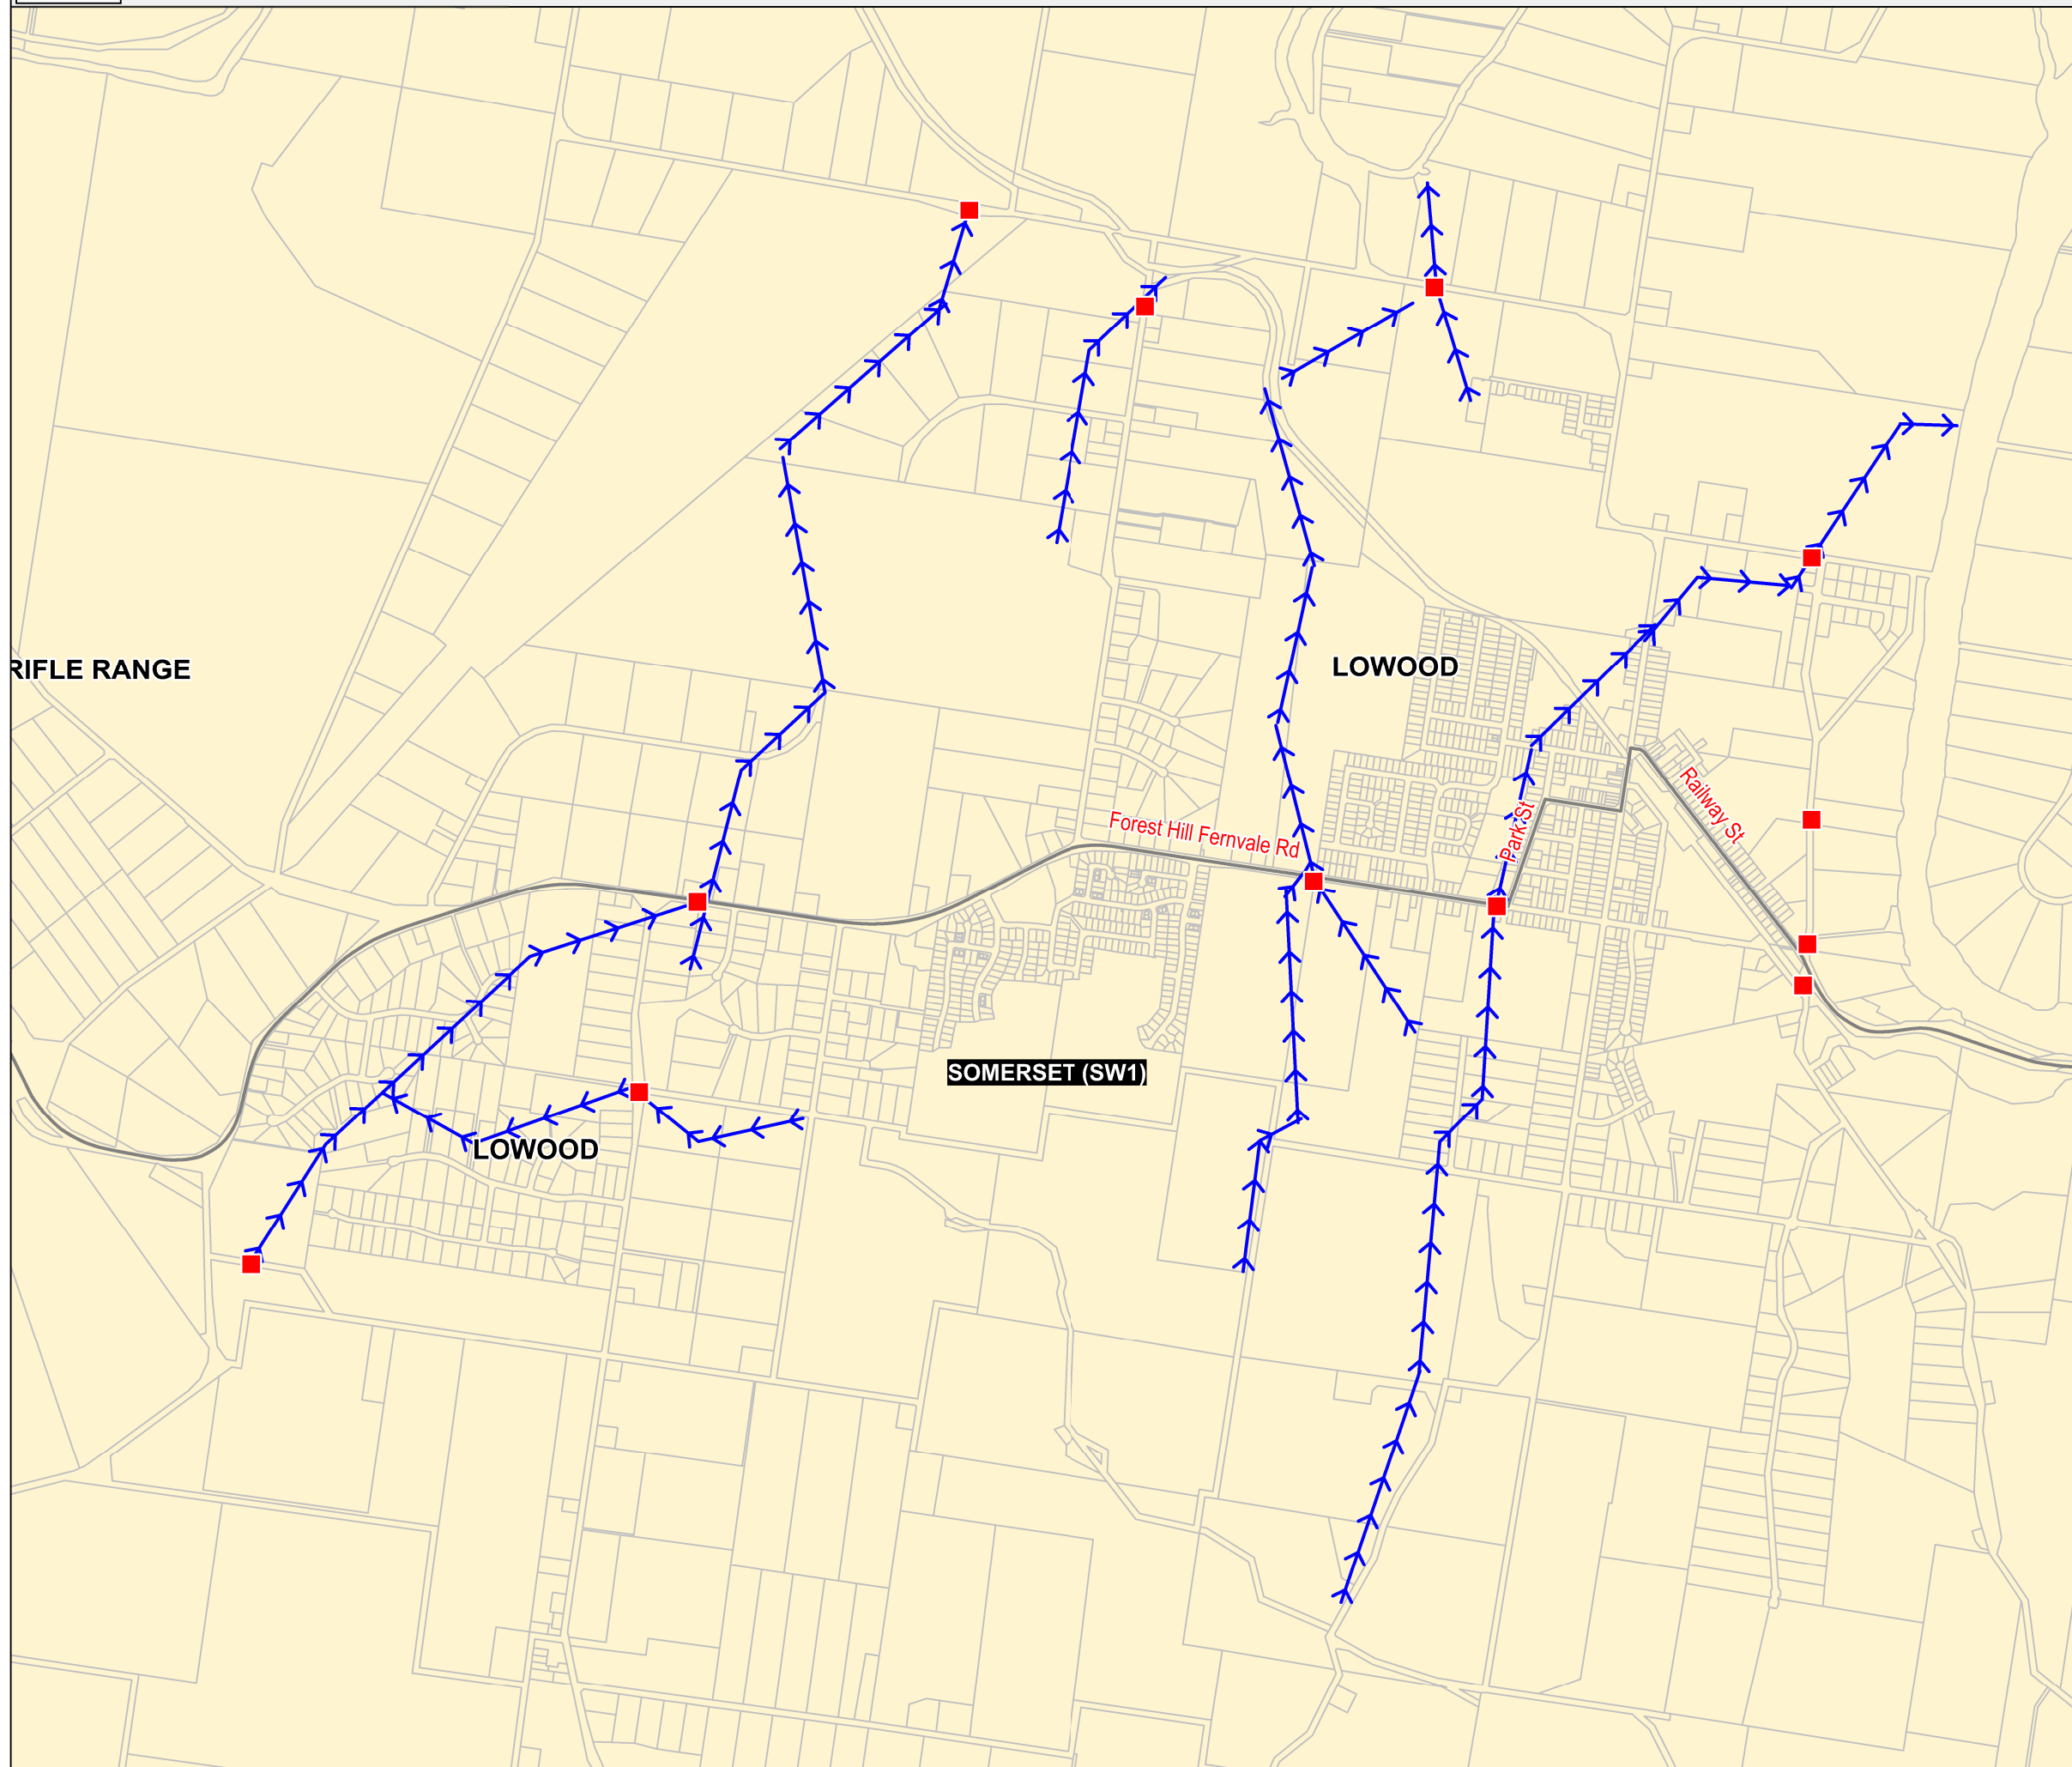 LOWOOD
RIFLE RANGE
Railway St
Park St
Forest Hill Fernvale Rd
SOMERSET (SW1)
LOWOOD